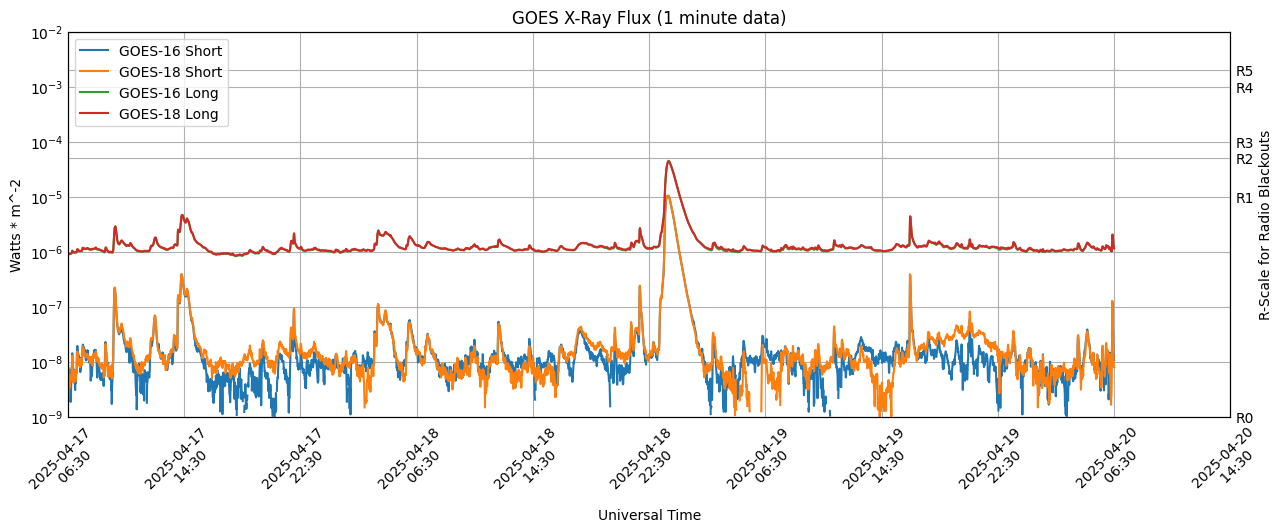 GOES X-Ray Flux (1 minute data)
GOES-16 Short
GOES-18 Short
GOES-16 Long
GOES-18 Long
10^-2
10^-3
10^-4
10^-5
10^-6
10^-7
10^-8
10^-9
Watts * m^-2
R5
R4
R3
R2
R1
R0
R-Scale for Radio Blackouts
2025-04-17
06:30
2025-04-17
14:30
2025-04-17
22:30
2025-04-18
06:30
2025-04-18
14:30
2025-04-18
22:30
2025-04-19
06:30
2025-04-19
14:30
2025-04-19
22:30
2025-04-20
06:30
2025-04-20
14:30
Universal Time